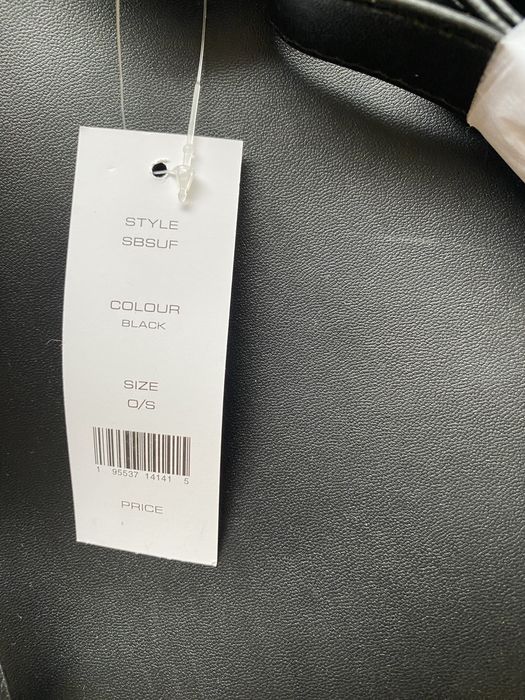 STYLE
SBSUF
COLOUR
BLACK
SIZE
O/S
1 95537 14141 5
PRICE